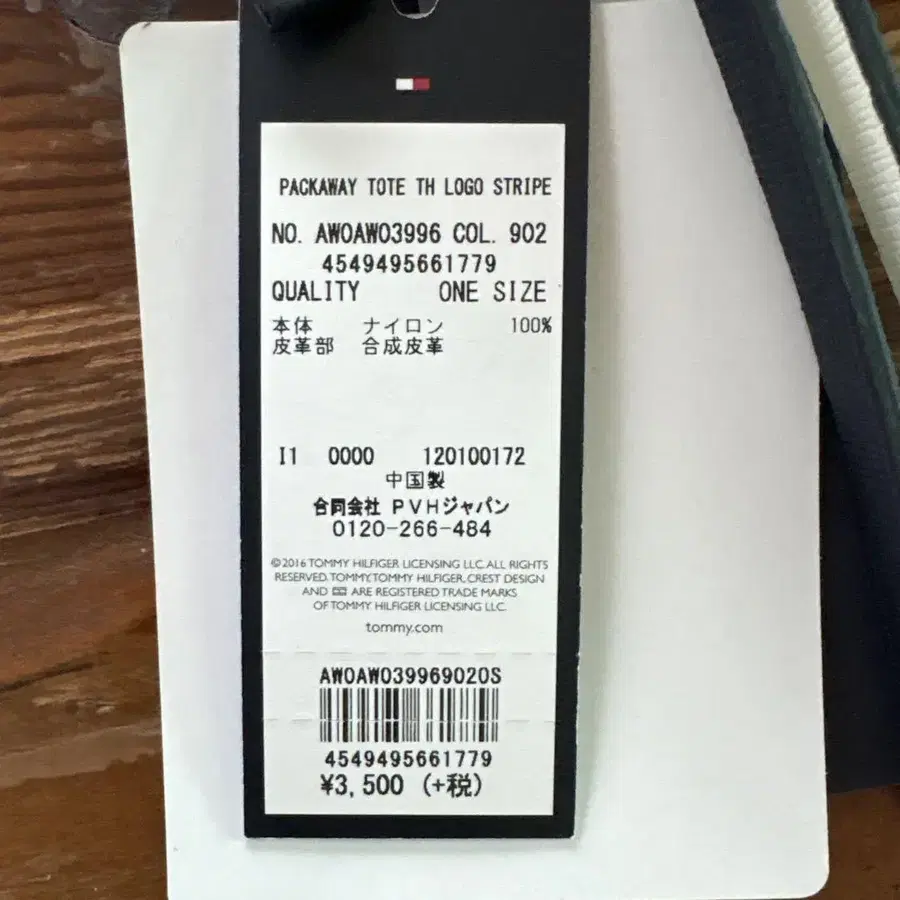 PACKAWAY TOTE TH LOGO STRIPE
NO. AW0AW03996 COL. 902
4549495661779
QUALITY ONE SIZE
本体 ナイロン 100%
皮革部 合成皮革
I1 0000 120100172
中国製
合同会社 PVHジャパン
0120-266-484
©2016 TOMMY HILFIGER LICENSING LLC. ALL RIGHTS
RESERVED. TOMMY, TOMMY HILFIGER, CREST DESIGN
AND ARE REGISTERED TRADE MARKS
OF TOMMY HILFIGER LICENSING LLC.
tommy.com
AW0AW039969020S
4549495661779
¥3,500 (+税)